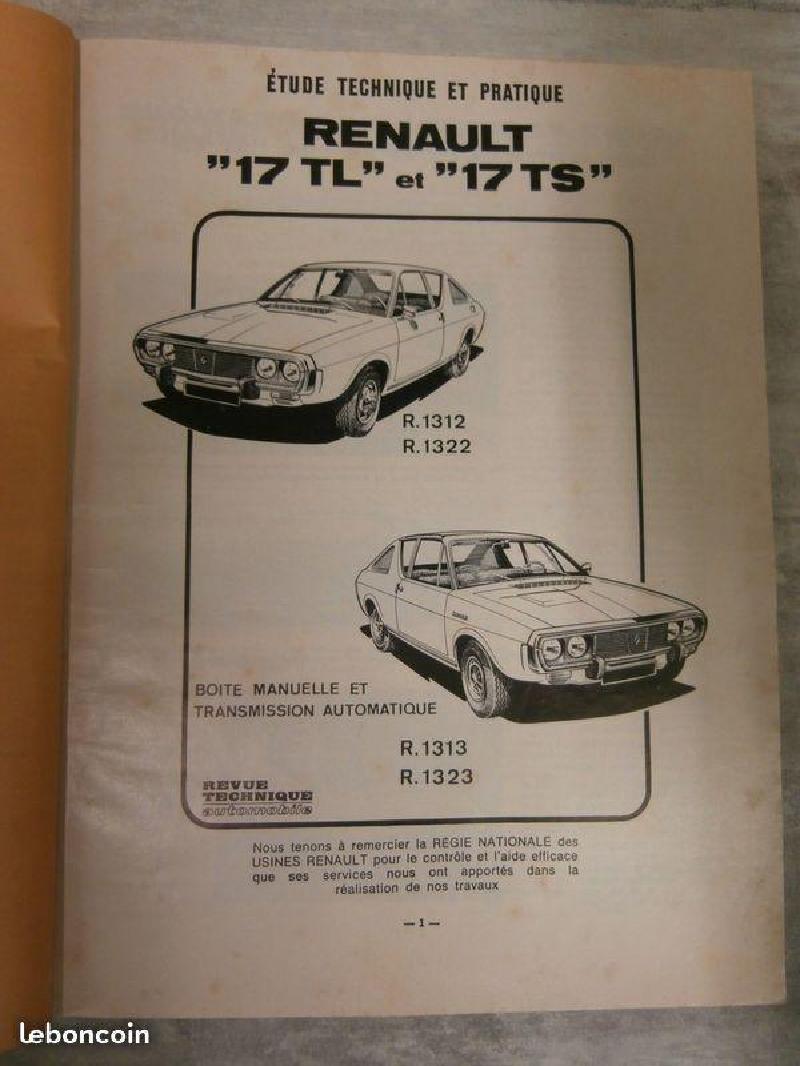 ÉTUDE TECHNIQUE ET PRATIQUE
RENAULT
"17 TL" et "17 TS"
R.1312
R.1322
BOITE MANUELLE ET
TRANSMISSION AUTOMATIQUE
R.1313
R.1323
REVUE
TECHNIQUE
automobile
Nous tenons à remercier la REGIE NATIONALE des
USINES RENAULT pour le contrôle et l'aide efficace
que ses services nous ont apportés dans la
réalisation de nos travaux
— 1 —
leboncoin